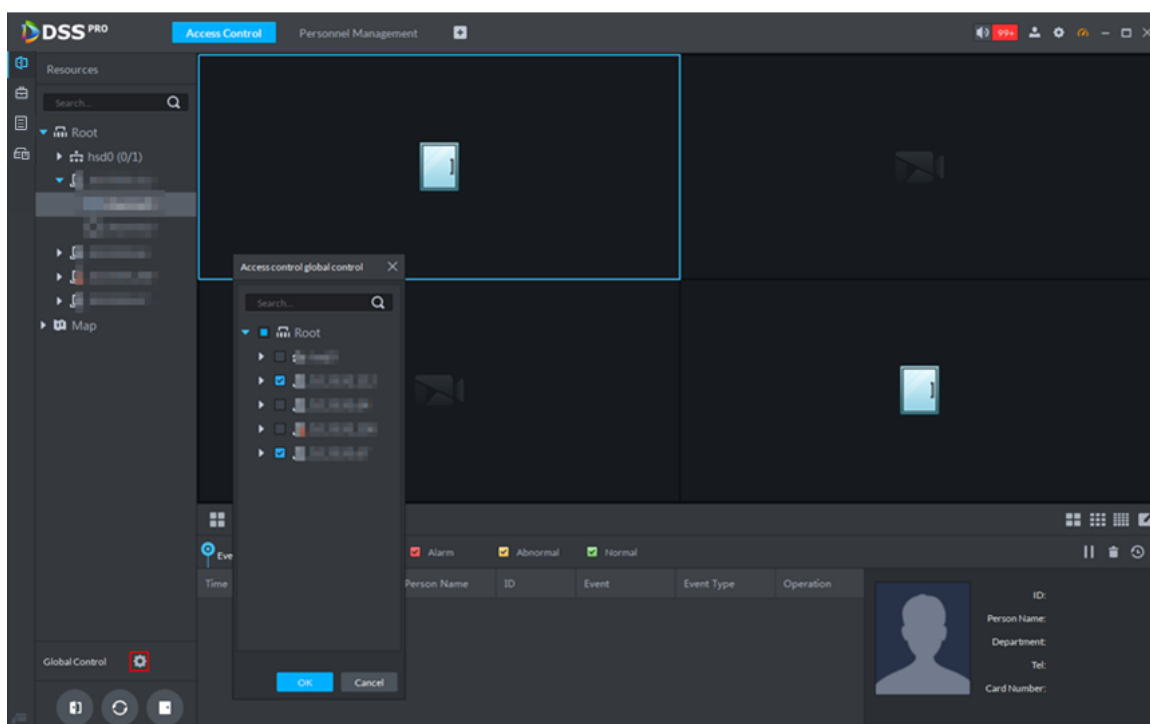 DSS PRO
Access Control
Personnel Management
99+
Resources
Search...
Root
hsd0 (0/1)
Map
Access control global control
Search...
Root
OK
Cancel
Eve
Alarm
Abnormal
Normal
Time
Person Name
ID
Event
Event Type
Operation
ID:
Person Name:
Department:
Tel:
Card Number:
Global Control